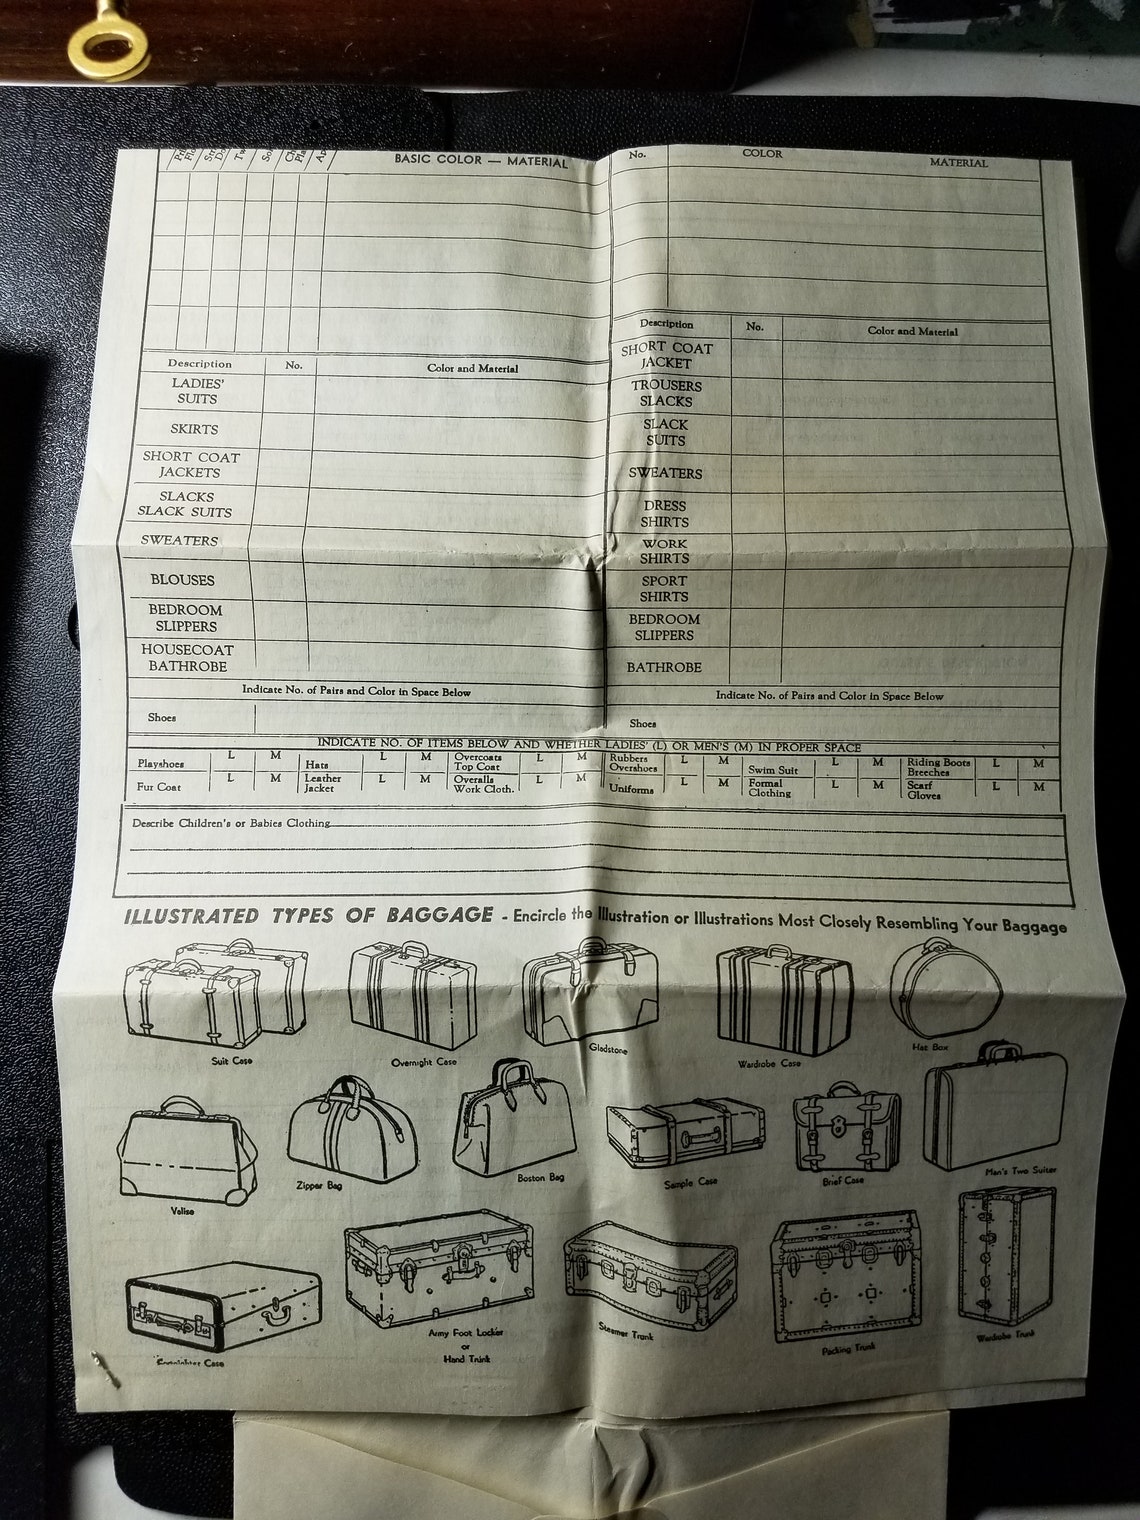 BASIC COLOR — MATERIAL
No. COLOR MATERIAL
Description No. Color and Material
LADIES'
SUITS
SKIRTS
SHORT COAT
JACKETS
SLACKS
SLACK SUITS
SWEATERS
BLOUSES
BEDROOM
SLIPPERS
HOUSECOAT
BATHROBE
Indicate No. of Pairs and Color in Space Below
Shoes
Description No. Color and Material
SHORT COAT
JACKET
TROUSERS
SLACKS
SLACK
SUITS
SWEATERS
DRESS
SHIRTS
WORK
SHIRTS
SPORT
SHIRTS
BEDROOM
SLIPPERS
BATHROBE
Indicate No. of Pairs and Color in Space Below
Shoes
INDICATE NO. OF ITEMS BELOW AND WHETHER LADIES' (L) OR MEN'S (M) IN PROPER SPACE
Playshoes L M
Hats L M
Overcoats
Top Coat L M
Rubbers
Overshoes L M
Swim Suit L M
Riding Boots
Breeches L M
Fur Coat L M
Leather
Jacket L M
Overalls
Work Cloth. L M
Uniforms L M
Formal
Clothing L M
Scarf
Gloves L M
Describe Children's or Babies Clothing
ILLUSTRATED TYPES OF BAGGAGE - Encircle the Illustration or Illustrations Most Closely Resembling Your Baggage
Suit Case
Overnight Case
Gladstone
Wardrobe Case
Hat Box
Valise
Zipper Bag
Boston Bag
Sample Case
Brief Case
Men's Two Suiter
Case
Army Foot Locker
or
Hand Trunk
Steamer Trunk
Packing Trunk
Wardrobe Trunk